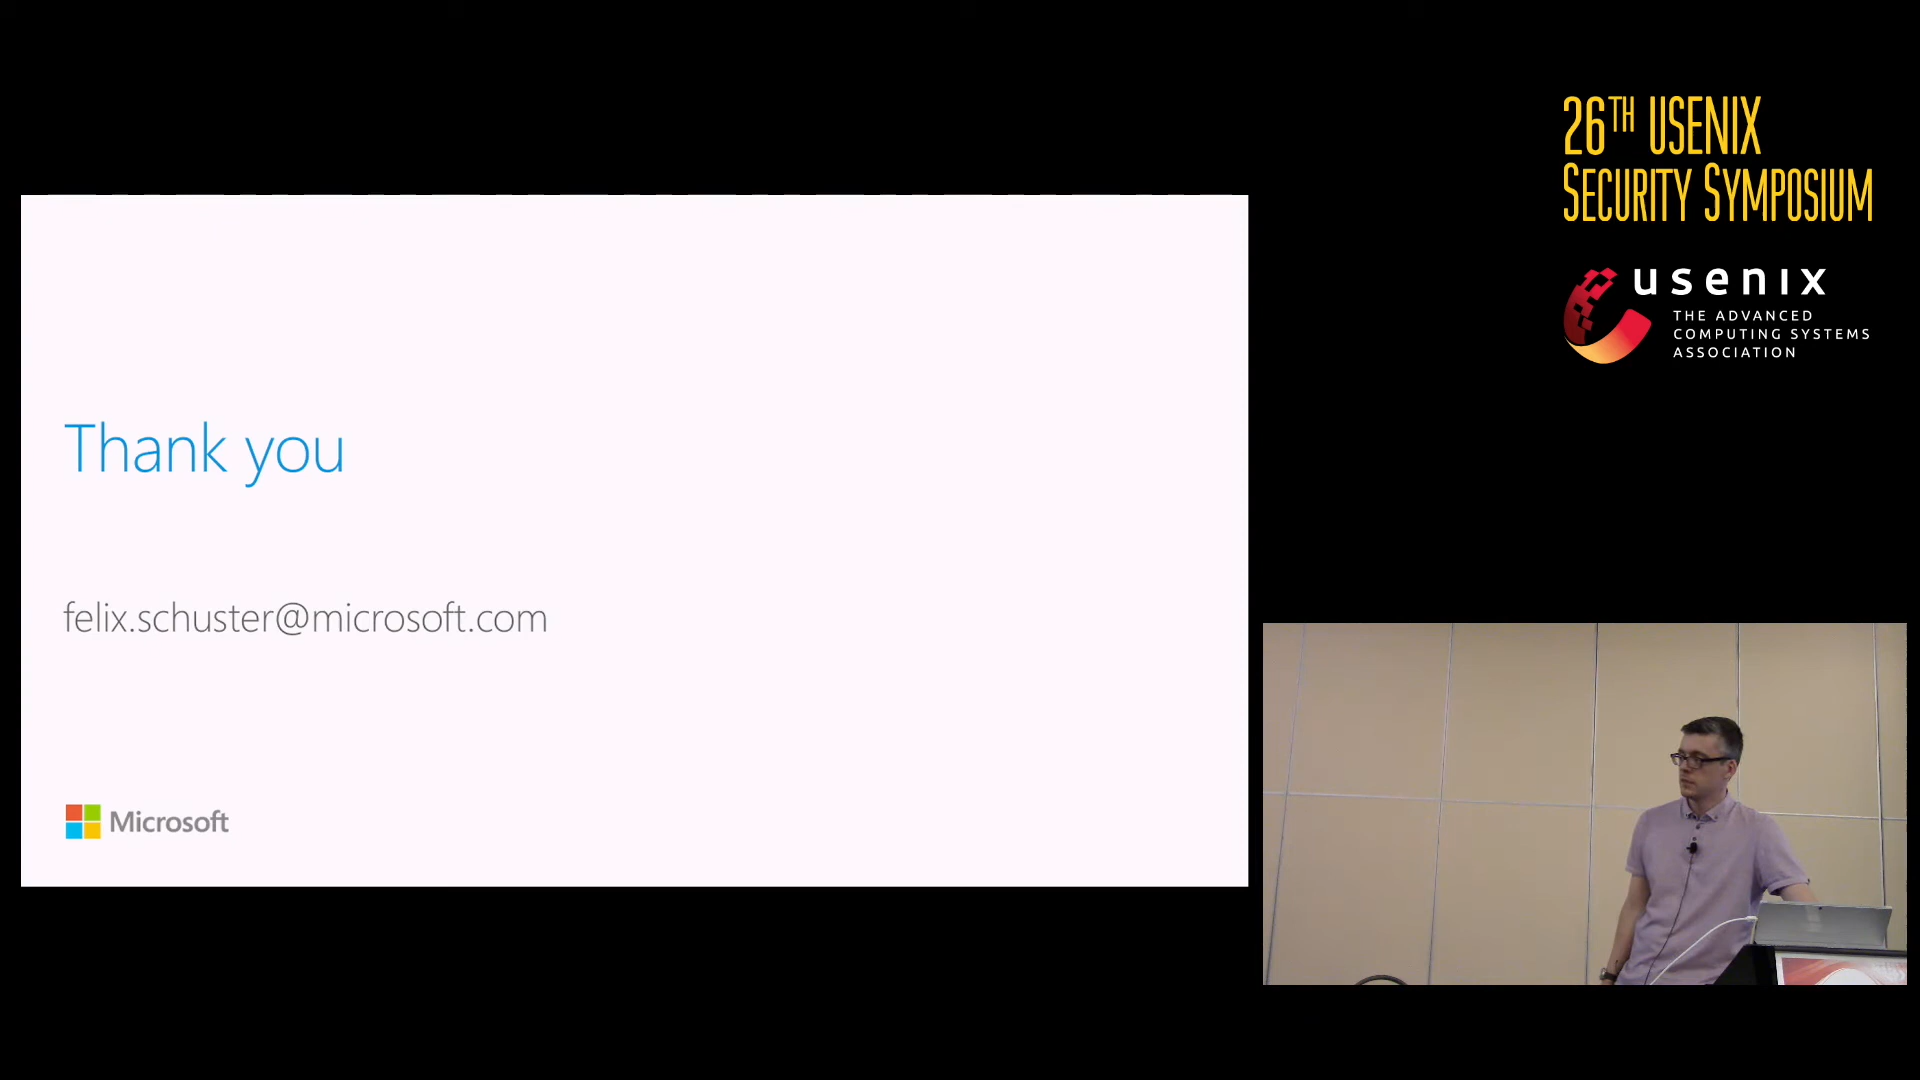 26TH USENIX
SECURITY SYMPOSIUM
usenix
THE ADVANCED
COMPUTING SYSTEMS
ASSOCIATION
Thank you
felix.schuster@microsoft.com
Microsoft